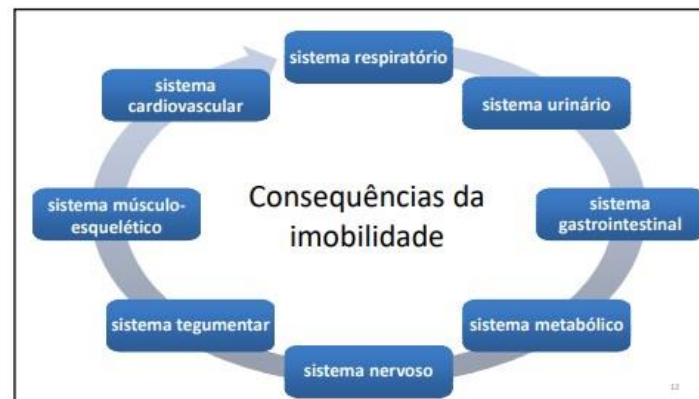 sistema respiratório
sistema urinário
sistema
gastrointestinal
sistema metabólico
sistema nervoso
sistema tegumentar
sistema músculo-
esquelético
sistema
cardiovascular
Consequências da
imobilidade
12